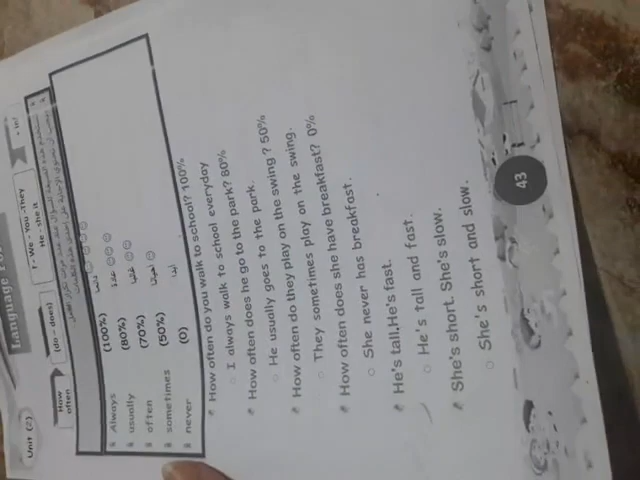 Unit (2)
Language
How often
(do - does)
I - We - You - They
He - she it
+ inf
Always (100%) دائما
usually (80%) عادة
often (70%) غالبا
sometimes (50%) أحيانا
never (0) أبدا
How often do you walk to school? 100%
I always walk to school everyday
How often does he go to the park? 80%
He usually goes to the park.
How often do they play on the swing? 50%
They sometimes play on the swing.
How often does she have breakfast? 0%
She never has breakfast.
He's tall.He's fast.
He's tall and fast.
She's short. She's slow.
She's short and slow.
43